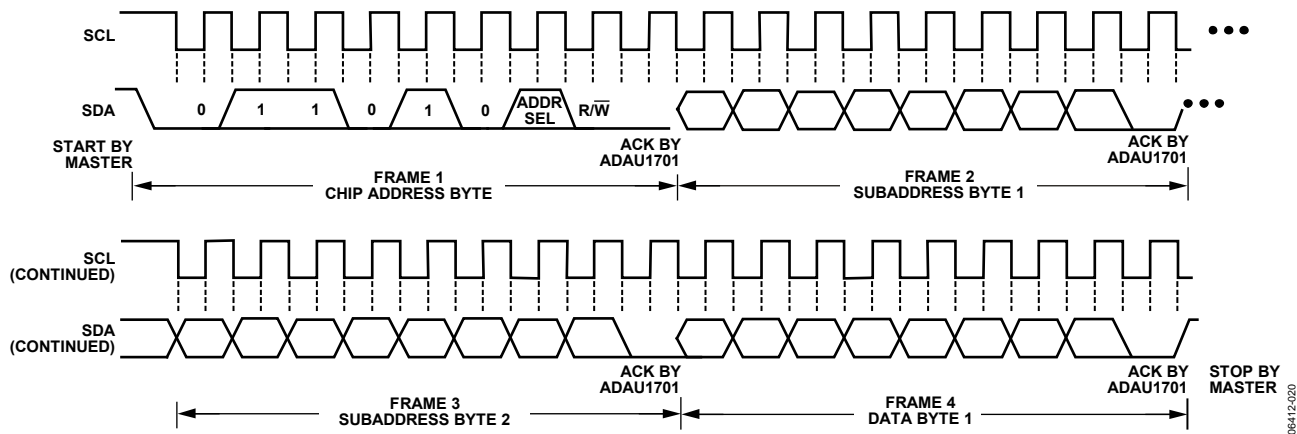 SCL
SDA
0 1 1 0 1 0 ADDR SEL R/W̅
START BY MASTER
ACK BY ADAU1701
ACK BY ADAU1701
FRAME 1
CHIP ADDRESS BYTE
FRAME 2
SUBADDRESS BYTE 1
SCL
(CONTINUED)
SDA
(CONTINUED)
ACK BY ADAU1701
ACK BY ADAU1701
STOP BY MASTER
FRAME 3
SUBADDRESS BYTE 2
FRAME 4
DATA BYTE 1
06412-020